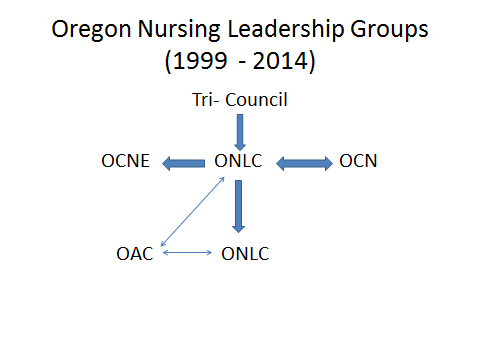 Oregon Nursing Leadership Groups
(1999 - 2014)
Tri- Council
OCNE ONLC OCN
OAC ONLC